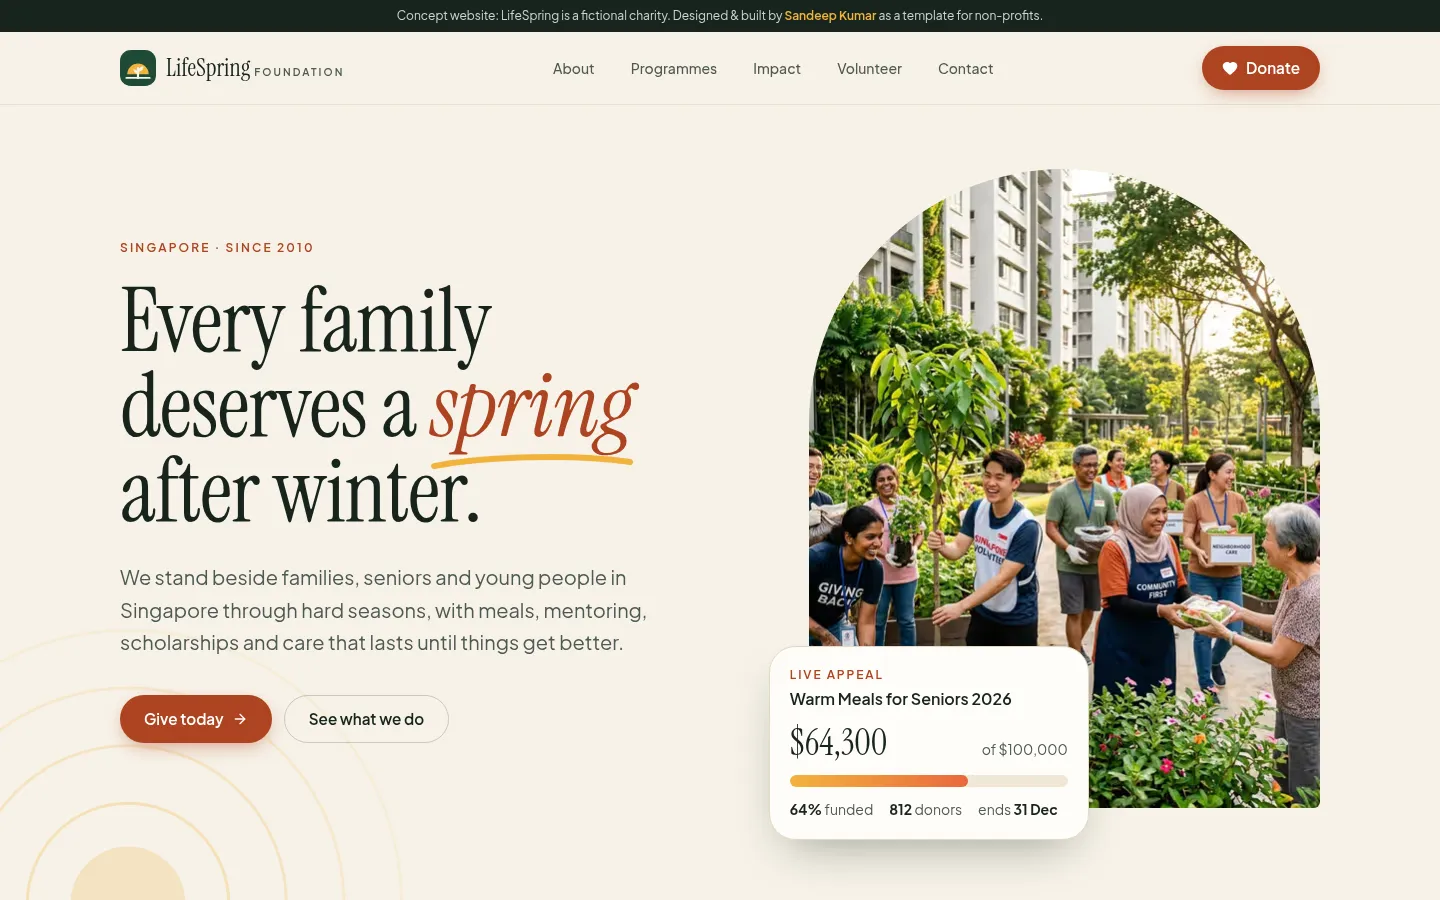 Concept website: LifeSpring is a fictional charity. Designed & built by Sandeep Kumar as a template for non-profits.
LifeSpring FOUNDATION
About
Programmes
Impact
Volunteer
Contact
Donate
SINGAPORE · SINCE 2010
Every family
deserves a spring
after winter.
We stand beside families, seniors and young people in
Singapore through hard seasons, with meals, mentoring,
scholarships and care that lasts until things get better.
Give today
See what we do
GIVING
BACK
COMMUNITY
FIRST
NEIGHBORHOOD
CARE
LIVE APPEAL
Warm Meals for Seniors 2026
$64,300
of $100,000
64% funded
812 donors
ends 31 Dec